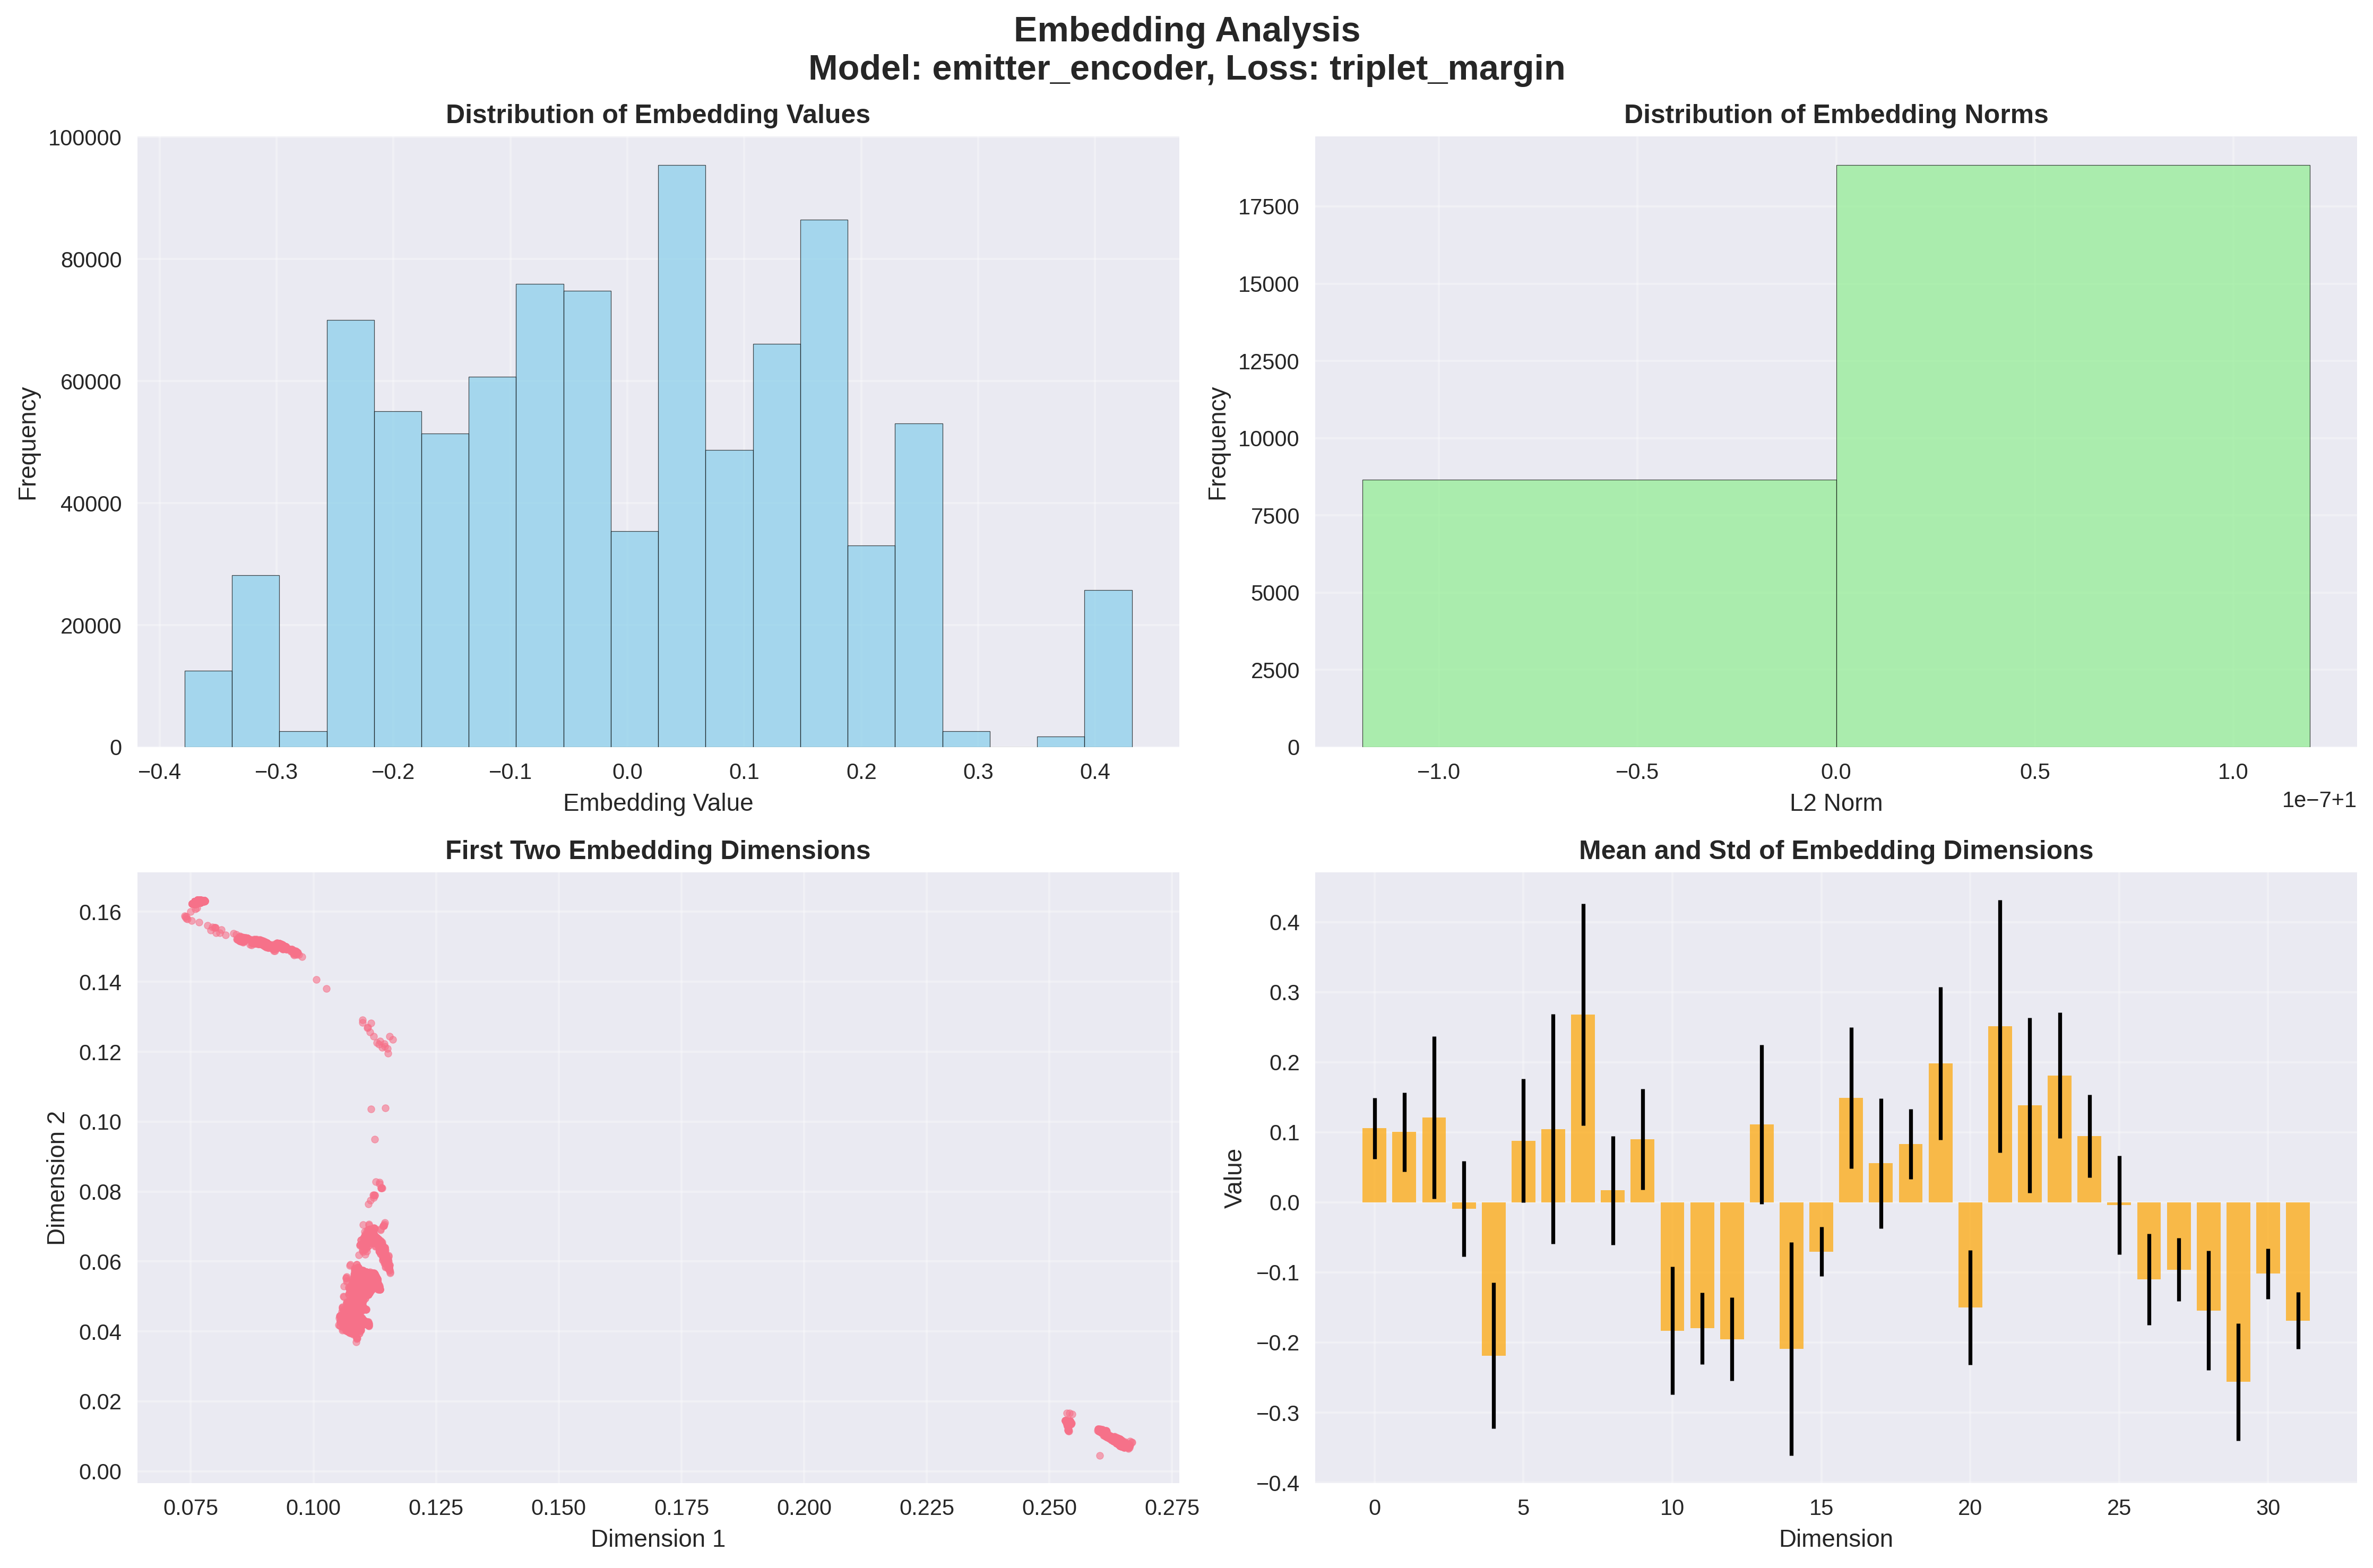 Embedding Analysis
Model: emitter_encoder, Loss: triplet_margin
Distribution of Embedding Values
100000
80000
60000
40000
20000
0
Frequency
−0.4 −0.3 −0.2 −0.1 0.0 0.1 0.2 0.3 0.4
Embedding Value
Distribution of Embedding Norms
17500
15000
12500
10000
7500
5000
2500
0
Frequency
−1.0 −0.5 0.0 0.5 1.0
1e−7+1
L2 Norm
First Two Embedding Dimensions
0.16
0.14
0.12
0.10
0.08
0.06
0.04
0.02
0.00
Dimension 2
0.075 0.100 0.125 0.150 0.175 0.200 0.225 0.250 0.275
Dimension 1
Mean and Std of Embedding Dimensions
0.4
0.3
0.2
0.1
0.0
−0.1
−0.2
−0.3
−0.4
Value
0 5 10 15 20 25 30
Dimension